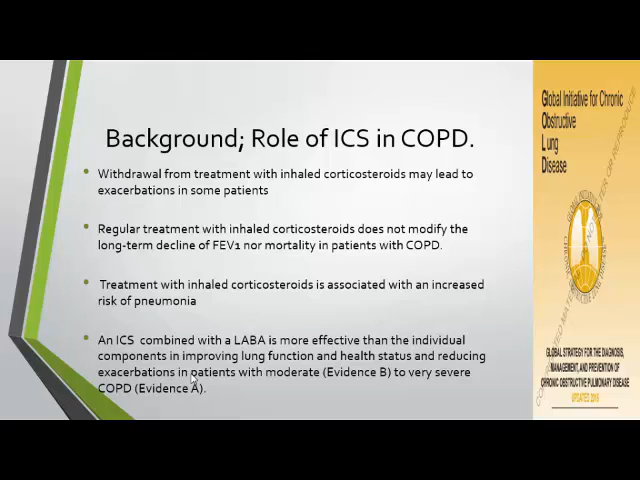 Background; Role of ICS in COPD.
Withdrawal from treatment with inhaled corticosteroids may lead to
exacerbations in some patients
Regular treatment with inhaled corticosteroids does not modify the
long-term decline of FEV1 nor mortality in patients with COPD.
Treatment with inhaled corticosteroids is associated with an increased
risk of pneumonia
An ICS combined with a LABA is more effective than the individual
components in improving lung function and health status and reducing
exacerbations in patients with moderate (Evidence B) to very severe
COPD (Evidence A).
Global Initiative for Chronic
Obstructive
Lung
Disease
GLOBAL STRATEGY FOR THE DIAGNOSIS,
MANAGEMENT, AND PREVENTION OF
CHRONIC OBSTRUCTIVE PULMONARY DISEASE